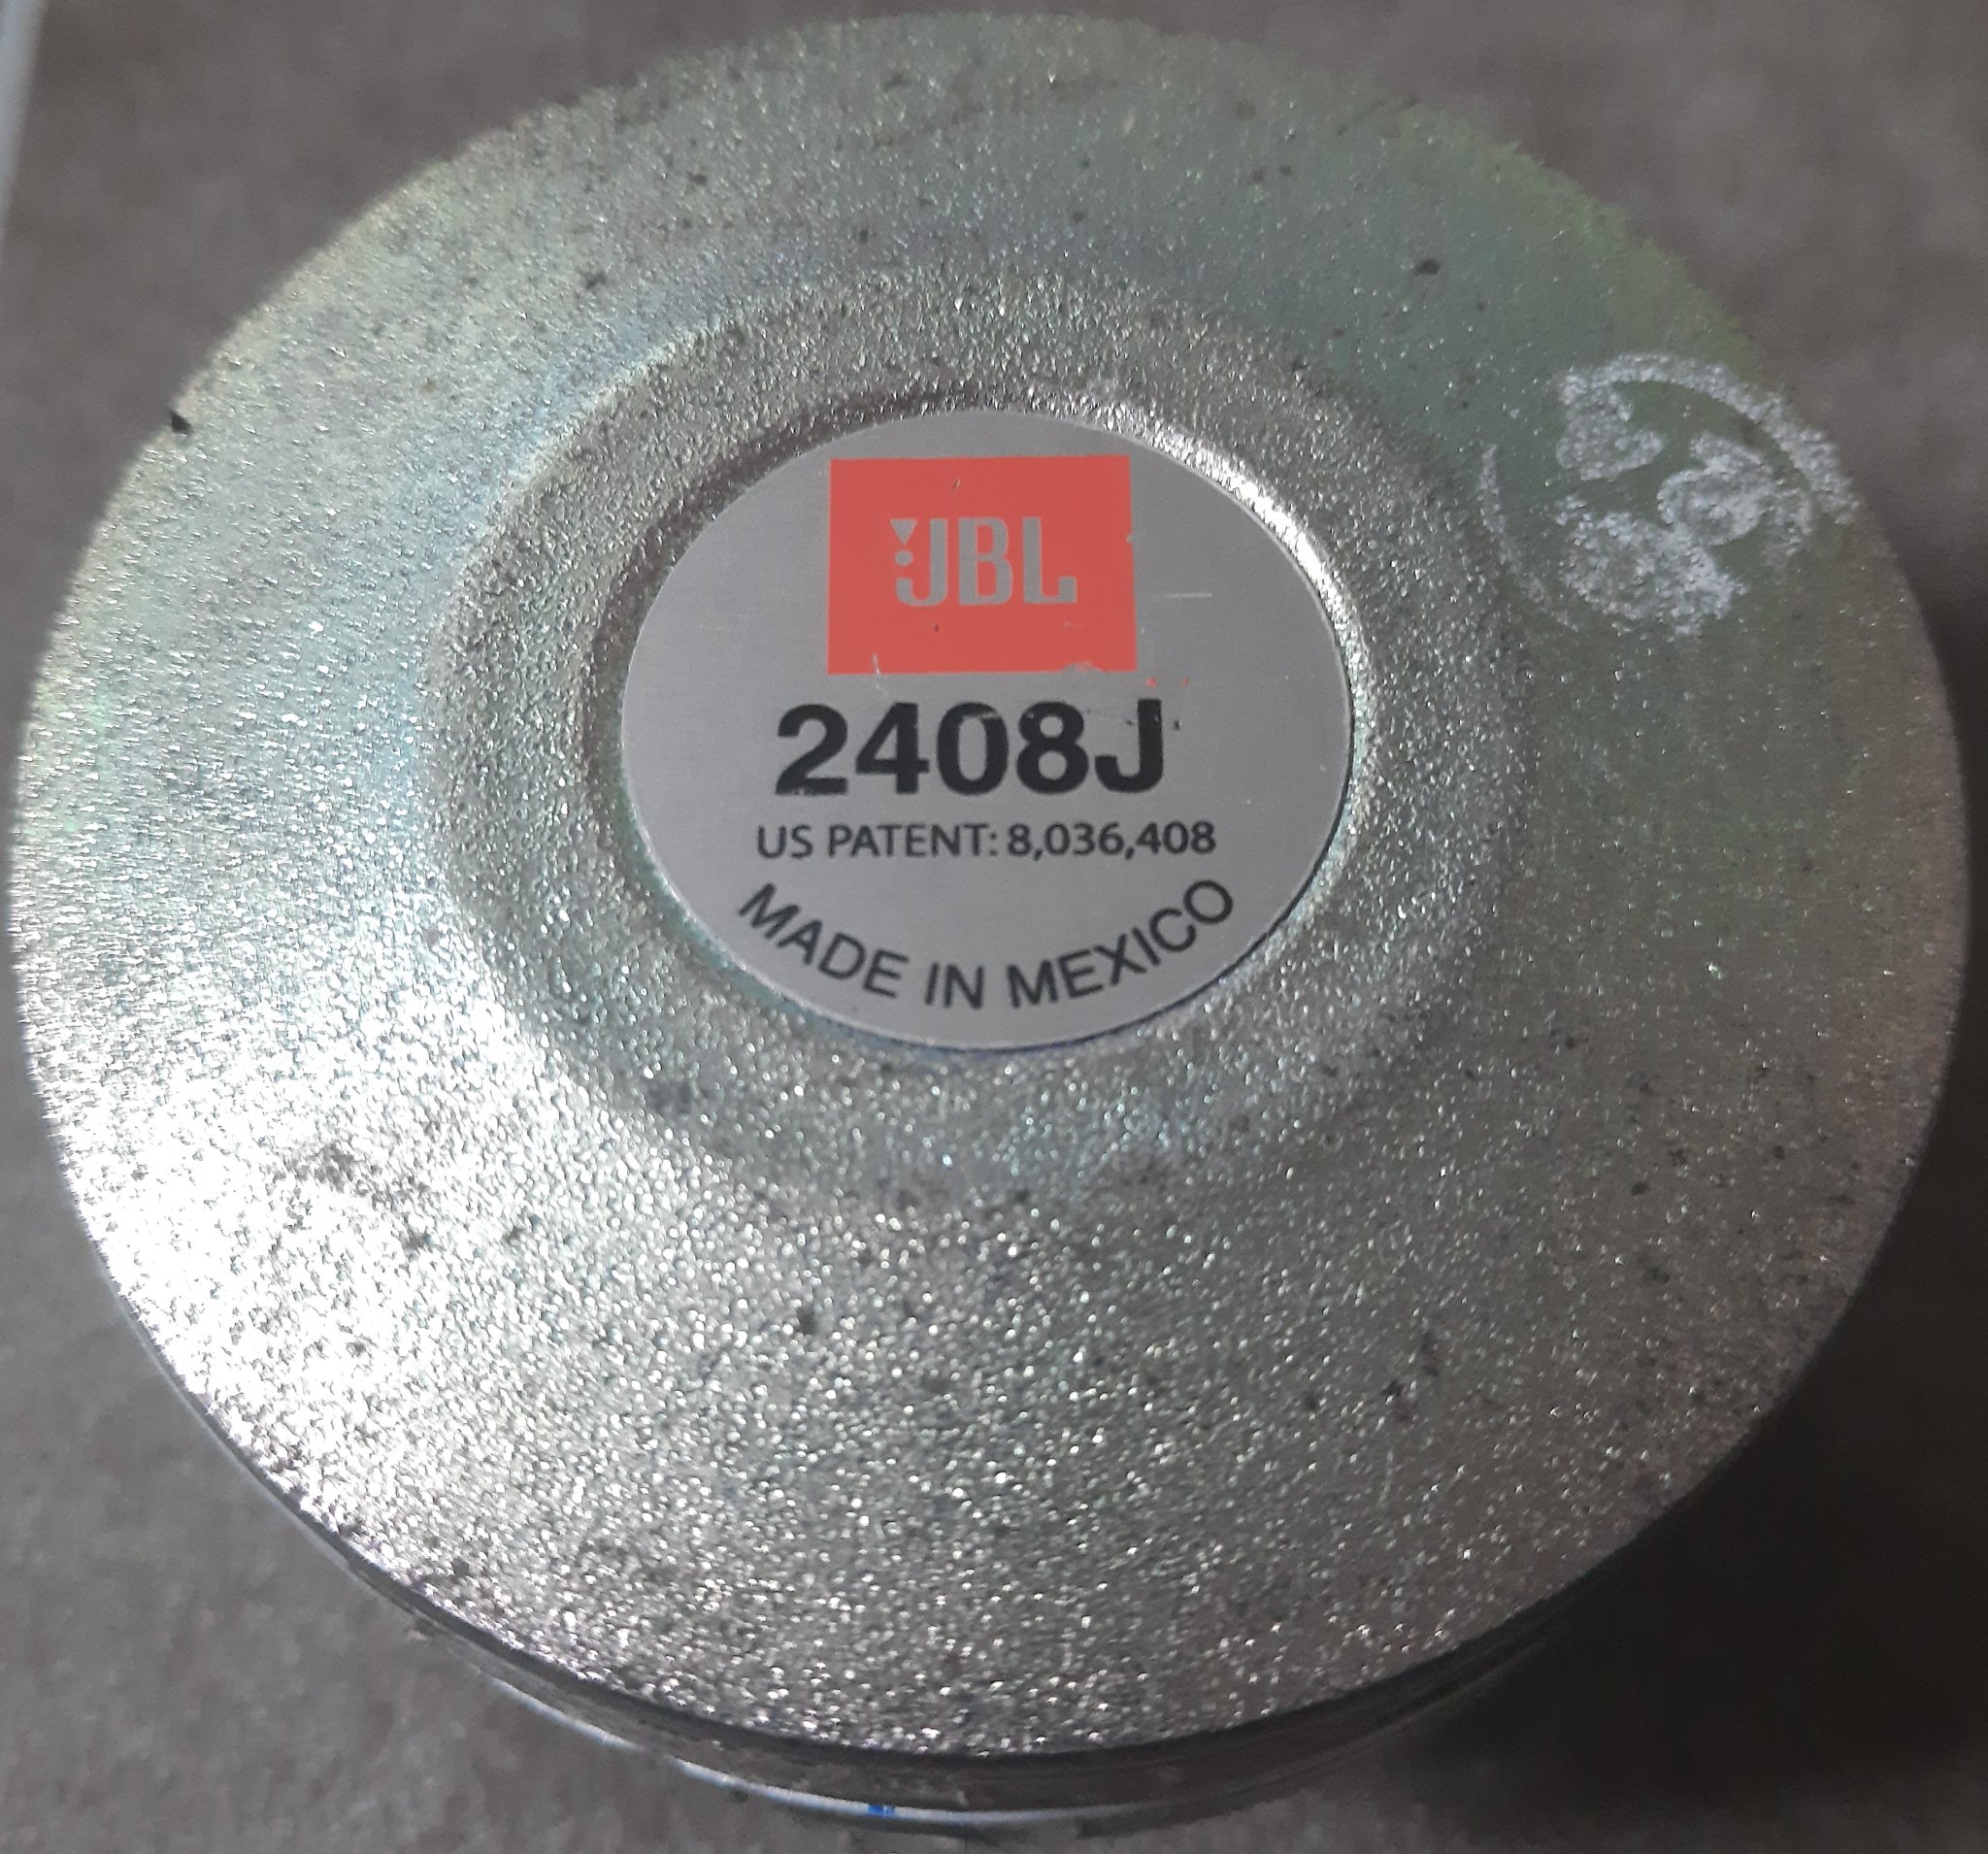 JBL
2408J
US PATENT: 8,036,408
MADE IN MEXICO